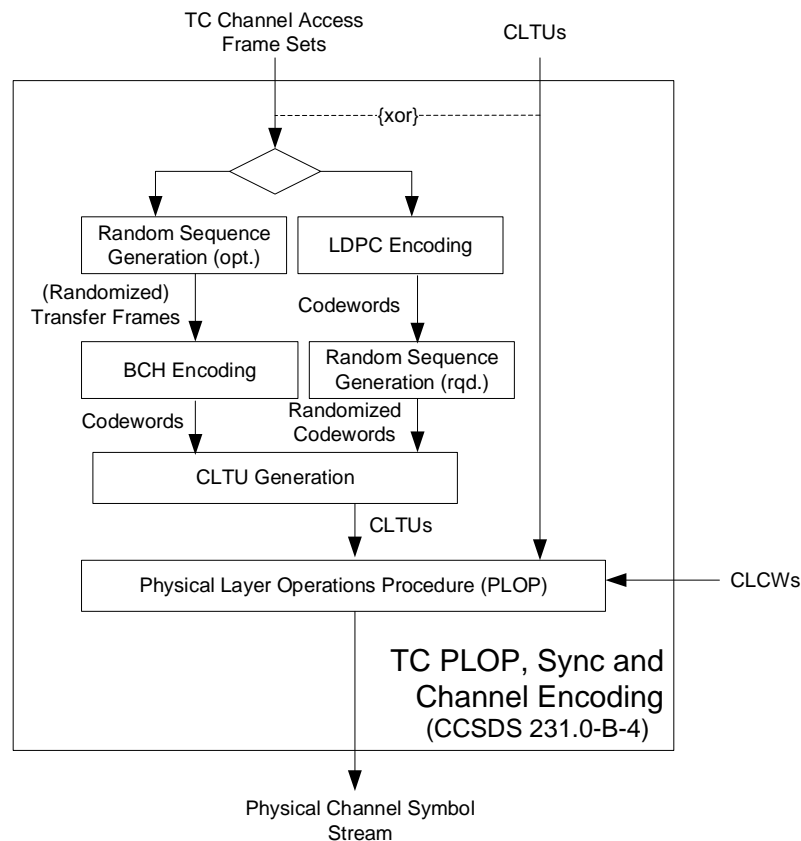 TC Channel Access
Frame Sets
CLTUs
{xor}
Random Sequence
Generation (opt.)
LDPC Encoding
(Randomized)
Transfer Frames
Codewords
BCH Encoding
Random Sequence
Generation (rqd.)
Codewords
Randomized
Codewords
CLTU Generation
CLTUs
Physical Layer Operations Procedure (PLOP)
CLCWs
TC PLOP, Sync and
Channel Encoding
(CCSDS 231.0-B-4)
Physical Channel Symbol
Stream